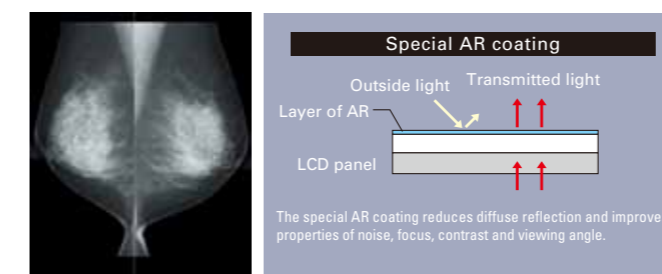 Special AR coating
Outside light
Transmitted light
Layer of AR
LCD panel
The special AR coating reduces diffuse reflection and improve
properties of noise, focus, contrast and viewing angle.